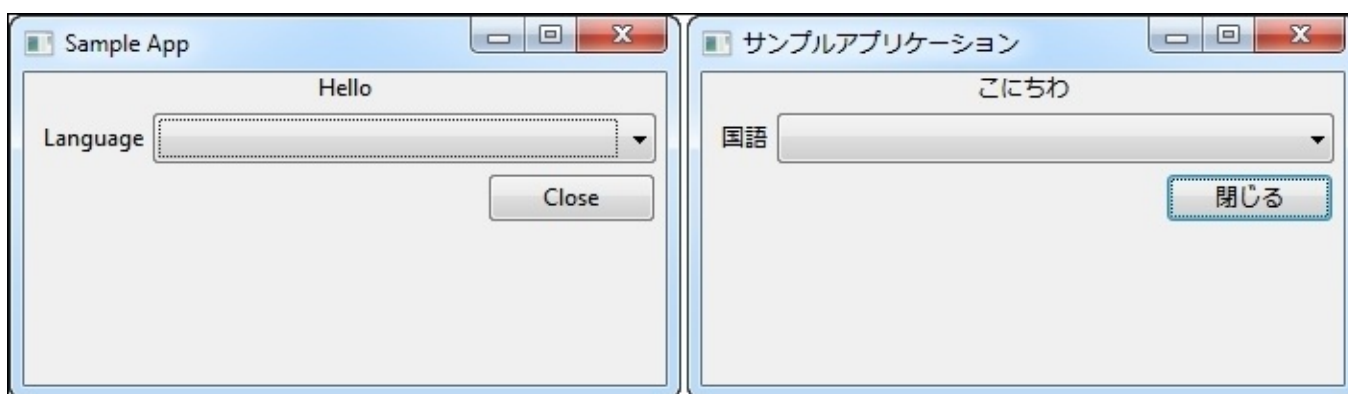 Sample App
Hello
Language
Close
サンプルアプリケーション
こにちわ
国語
閉じる